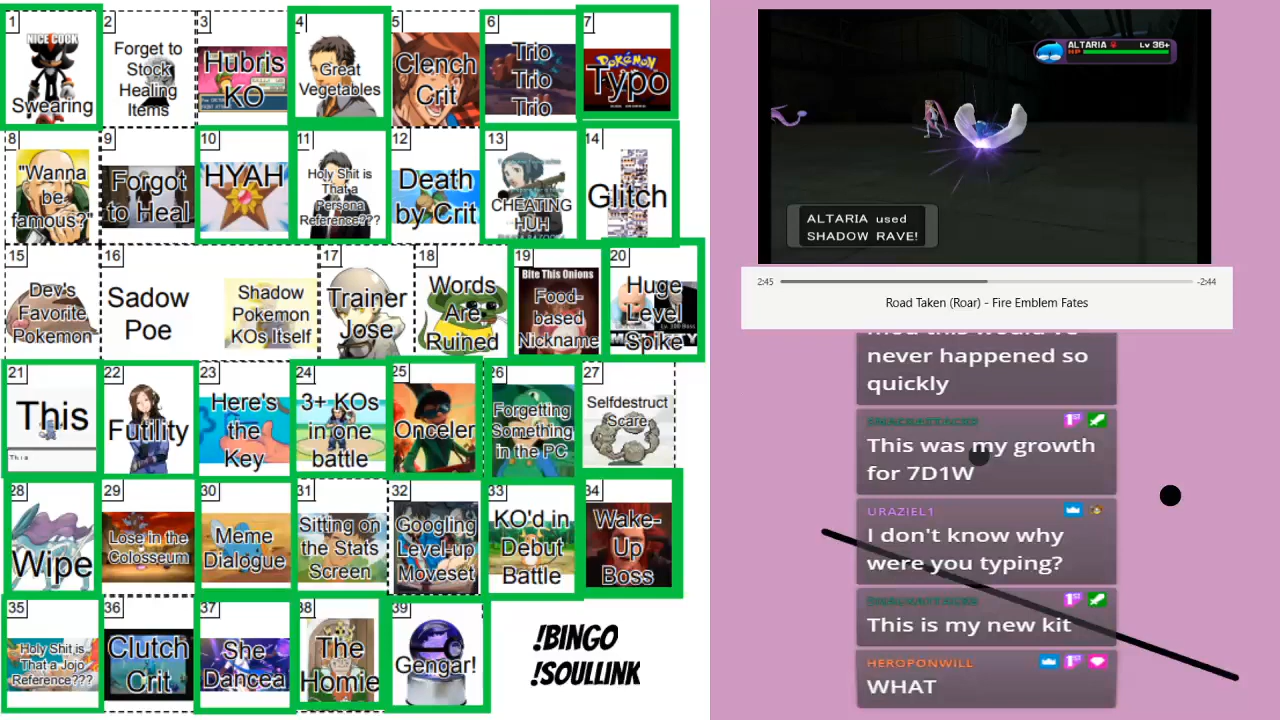 1
NICE COCK
Swearing
2
Forget to
Stock
Healing
Items
3
Hubris
KO
4
Great
Vegetables
5
Clench
Crit
6
Trio
Trio
Trio
7
POKÉMON
Typo
8
"Wanna
be
famous?"
9
Forgot
to Heal
10
HYAH
11
Holy Shit is
That a
Persona
Reference???
12
Death
by Crit
13
CHEATING
HUH
14
Glitch
15
Dev's
Favorite
Pokemon
16
Sadow
Poe
Shadow
Pokemon
KOs Itself
17
Trainer
Jose
18
Words
Are
Ruined
19
Bite This Onions
Food-
based
Nickname
20
Huge
Level
Spike
21
This
This
22
Futility
23
Here's
the
Key
24
3+ KOs
in one
battle
25
Onceler
26
Forgetting
Something
in the PC
27
Selfdestruct
Scare
28
Wipe
29
Lose in the
Colosseum
30
Meme
Dialogue
31
Sitting on
the Stats
Screen
32
Googling
Level-up
Moveset
33
KO'd in
Debut
Battle
34
Wake-
Up
Boss
35
Holy Shit is
That a Jojo
Reference???
36
Clutch
Crit
37
She
Dancea
38
The
Homie
39
Gengar!
!BINGO
!SOULLINK
ALTARIA Lv 36+
HP
ALTARIA used
SHADOW RAVE!
2:45 -2:44
Road Taken (Roar) - Fire Emblem Fates
never happened so
quickly
This was my growth
for 7D1W
URAZIEL1
I don't know why
were you typing?
This is my new kit
HEROPONWILL
WHAT